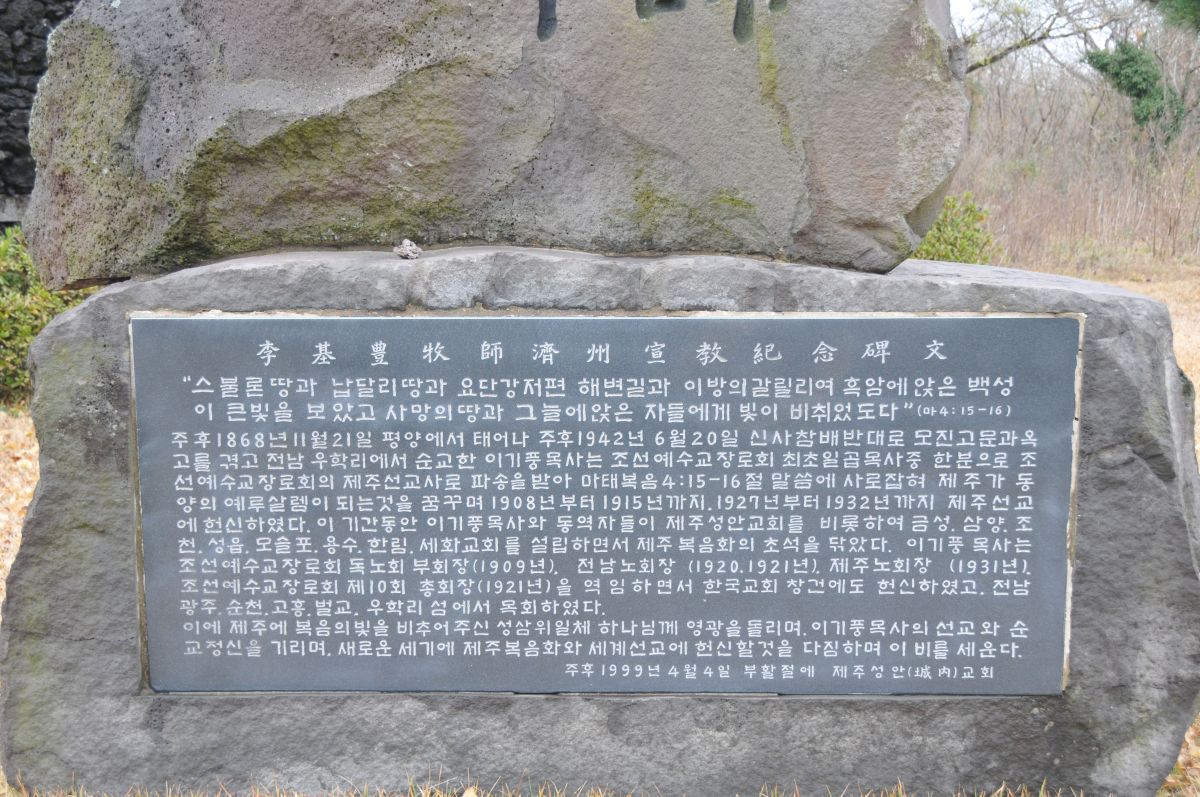 李基豊牧師濟州宣教紀念碑文
"스불론땅과 납달리땅과 요단강저편 해변길과 이방의갈릴리여 흑암에앉은 백성
이 큰빛을 보았고 사망의땅과 그늘에앉은 자들에게 빛이 비취었도다"(마4:15-16)
주후1868년11월21일 평양에서 태어나 주후1942년 6월20일 신사참배반대로 모진고문과옥
고를 겪고 전남 우학리에서 순교한 이기풍목사는 조선예수교장로회 최초일곱목사중 한분으로 조
선예수교장로회의 제주선교사로 파송을받아 마태복음4:15-16절 말씀에 사로잡혀 제주가 동
양의 예루살렘이 되는것을 꿈꾸며 1908년부터 1915년까지. 1927년부터 1932년까지 제주선교
에 헌신하였다. 이 기간동안 이기풍목사와 동역자들이 제주성안교회를 비롯하여 금성. 삼양. 조
천. 성읍. 모슬포. 용수. 한림. 세화교회를 설립하면서 제주복음화의 초석을 닦았다. 이기풍 목사는
조선예수교장로회 독노회 부회장(1909년). 전남노회장 (1920.1921년). 제주노회장 (1931년).
조선예수교장로회 제10회 총회장(1921년)을 역임하면서 한국교회 창건에도 헌신하였고. 전남
광주. 순천. 고흥. 벌교. 우학리 섬에서 목회하였다.
이에 제주에 복음의빛을 비추어주신 성삼위일체 하나님께 영광을돌리며. 이기풍목사의 선교와 순
교정신을 기리며. 새로운 세기에 제주복음화와 세계선교에 헌신할것을 다짐하며 이 비를 세운다.
주후1999년 4월4일 부활절에 제주성안(城內)교회